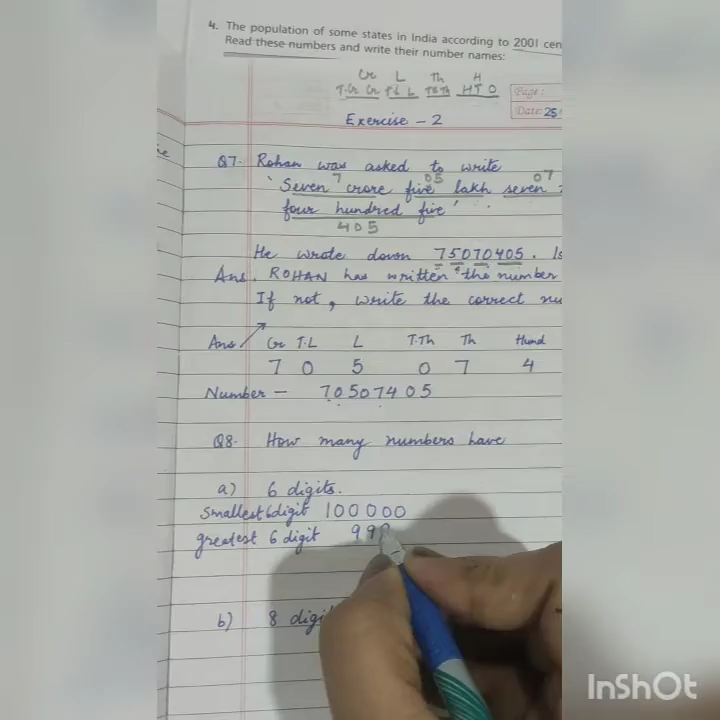 4. The population of some states in India according to 2001 cen
Read these numbers and write their number names:
Cr L Th H
T.Cr Cr T.L L T.Th Th H T O
Page:
Date: 25
Exercise - 2
Q7. Rohan was asked to write
7 05 07
'Seven crore five lakh seven
four hundred five'
405
He wrote down 75070405. Is
Ans. ROHAN has written the number
If not, write the correct nu
Ans Cr T.L L T.Th Th Hund
7 0 5 0 7 4
Number - 70507405
Q8. How many numbers have
a) 6 digits.
Smallest 6 digit 100000
greatest 6 digit 99
b) 8 digi
InShOt